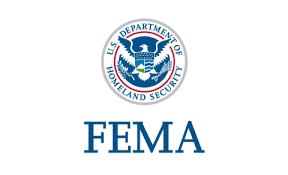 U.S. DEPARTMENT OF
HOMELAND SECURITY
FEMA